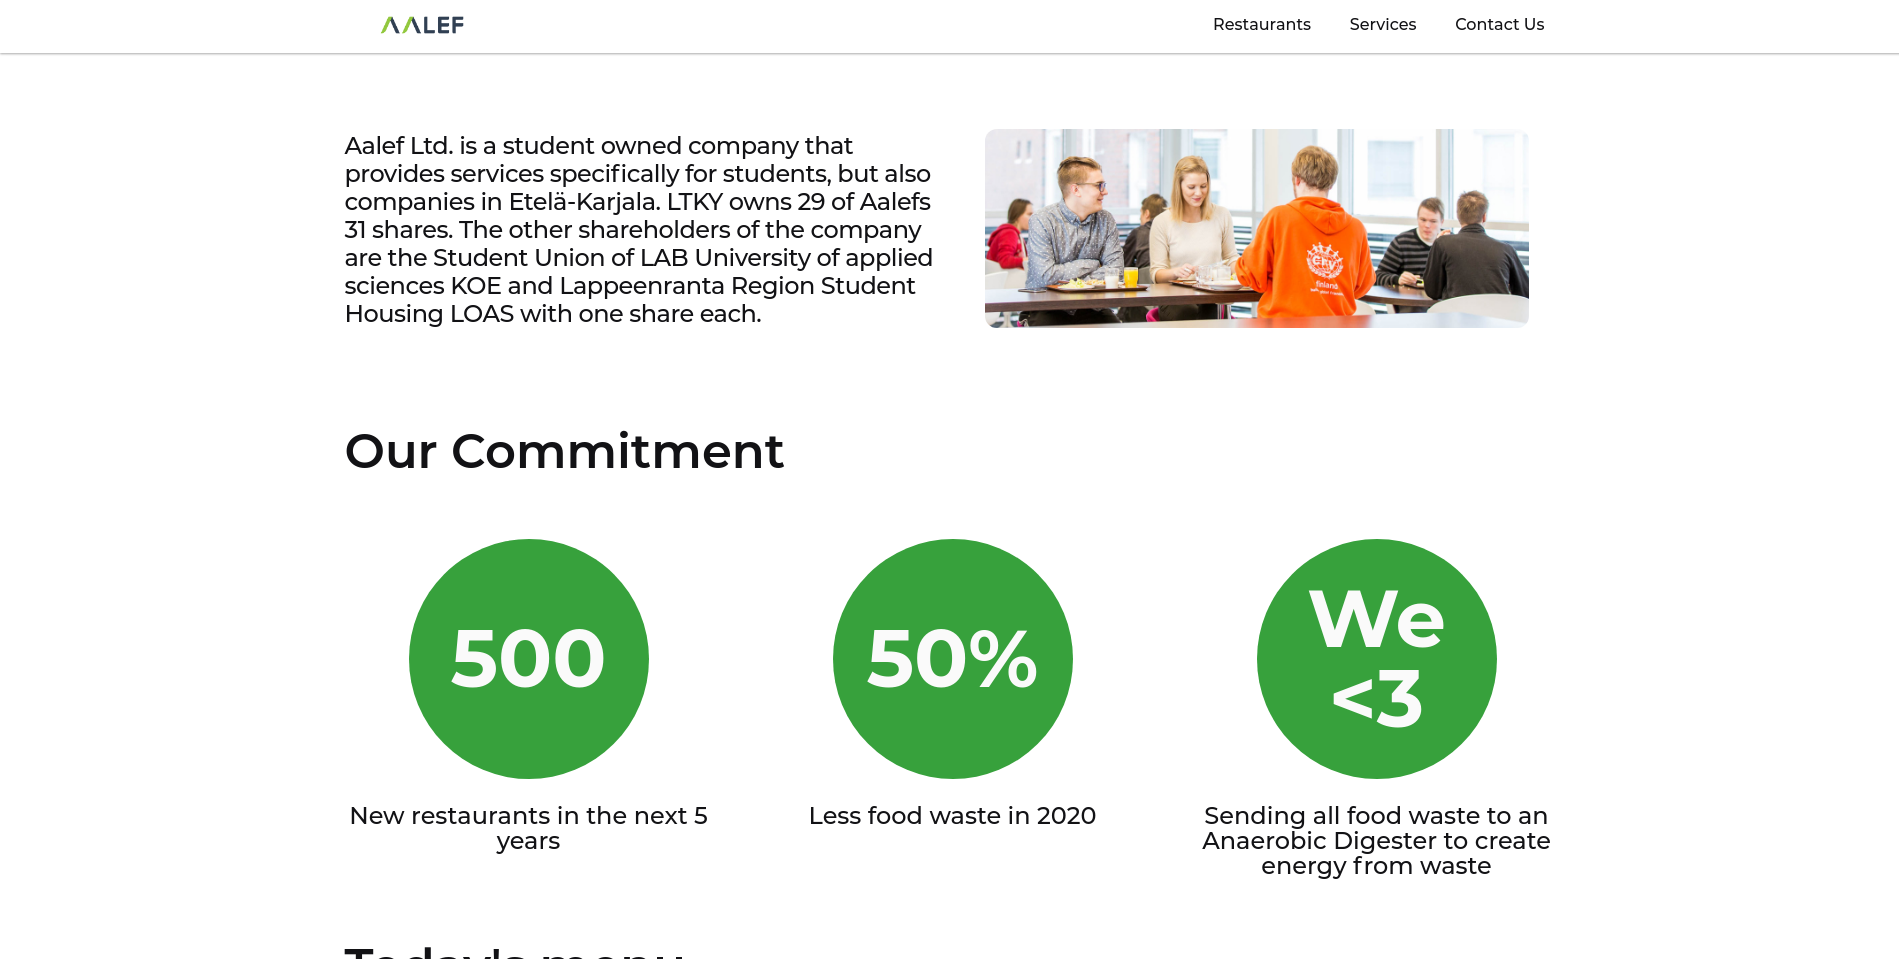 AALEF
Restaurants
Services
Contact Us
Aalef Ltd. is a student owned company that
provides services specifically for students, but also
companies in Etelä-Karjala. LTKY owns 29 of Aalefs
31 shares. The other shareholders of the company
are the Student Union of LAB University of applied
sciences KOE and Lappeenranta Region Student
Housing LOAS with one share each.
finland
Our Commitment
500
New restaurants in the next 5
years
50%
Less food waste in 2020
We
<3
Sending all food waste to an
Anaerobic Digester to create
energy from waste
Today's menu